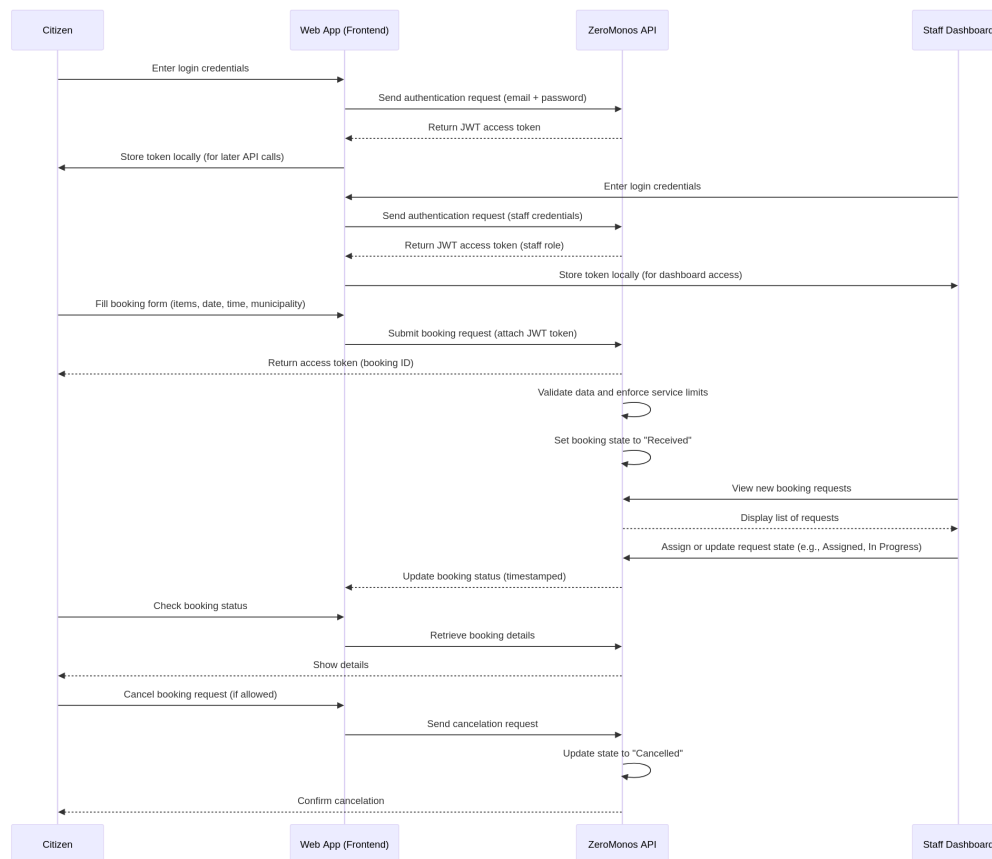 Citizen
Web App (Frontend)
ZeroMonos API
Staff Dashboard
Enter login credentials
Send authentication request (email + password)
Return JWT access token
Store token locally (for later API calls)
Enter login credentials
Send authentication request (staff credentials)
Return JWT access token (staff role)
Store token locally (for dashboard access)
Fill booking form (items, date, time, municipality)
Submit booking request (attach JWT token)
Return access token (booking ID)
Validate data and enforce service limits
Set booking state to "Received"
View new booking requests
Display list of requests
Assign or update request state (e.g., Assigned, In Progress)
Update booking status (timestamped)
Check booking status
Retrieve booking details
Show details
Cancel booking request (if allowed)
Send cancelation request
Update state to "Cancelled"
Confirm cancelation
Citizen
Web App (Frontend)
ZeroMonos API
Staff Dashboard